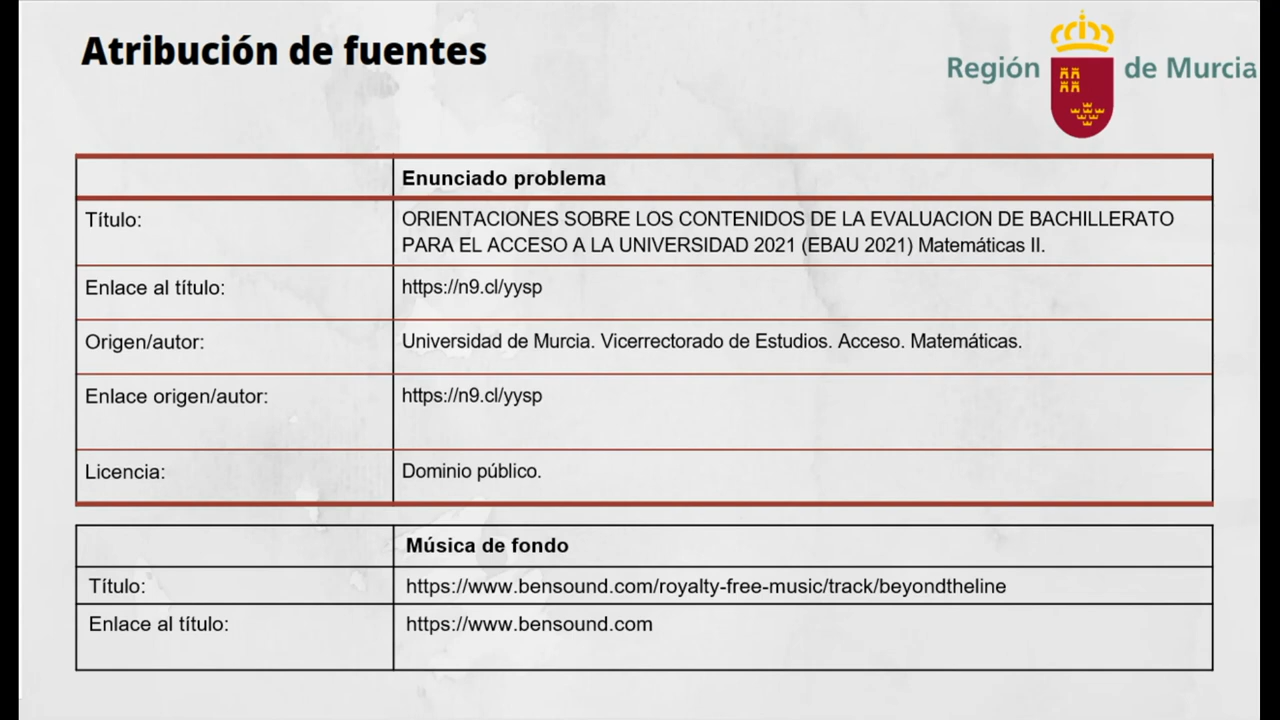 Atribución de fuentes
Región de Murcia
Enunciado problema
Título:
ORIENTACIONES SOBRE LOS CONTENIDOS DE LA EVALUACION DE BACHILLERATO
PARA EL ACCESO A LA UNIVERSIDAD 2021 (EBAU 2021) Matemáticas II.
Enlace al título:
https://n9.cl/yysp
Origen/autor:
Universidad de Murcia. Vicerrectorado de Estudios. Acceso. Matemáticas.
Enlace origen/autor:
https://n9.cl/yysp
Licencia:
Dominio público.
Música de fondo
Título:
https://www.bensound.com/royalty-free-music/track/beyondtheline
Enlace al título:
https://www.bensound.com